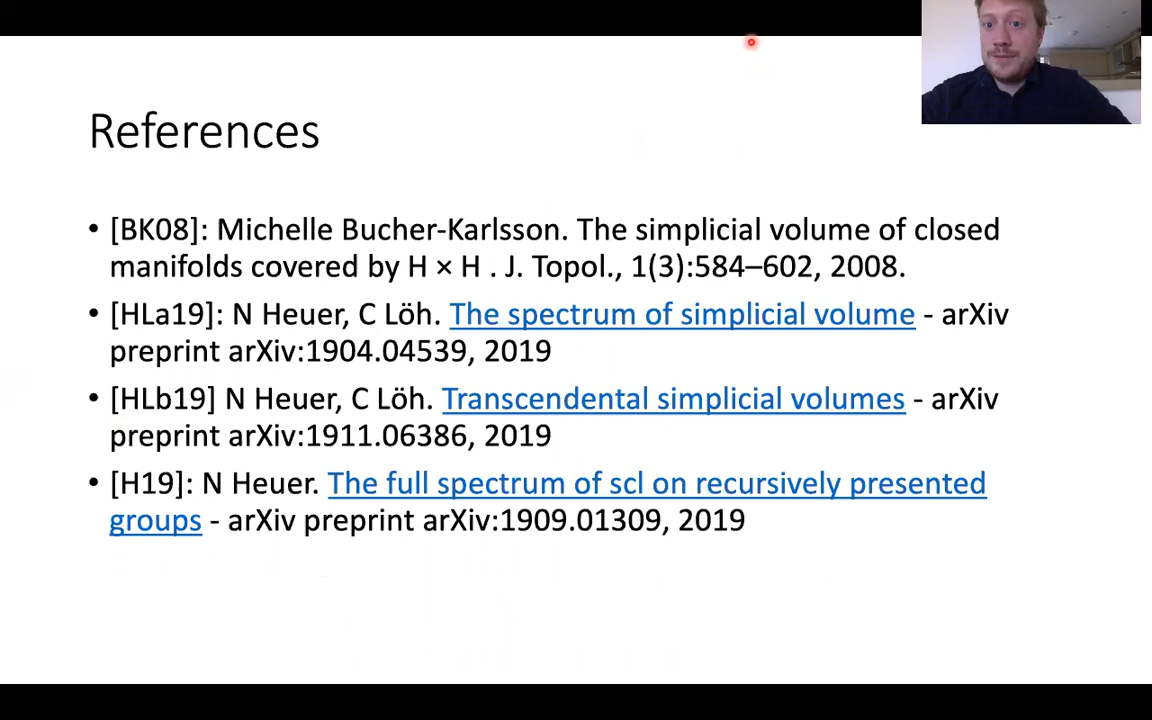 References
• [BK08]: Michelle Bucher-Karlsson. The simplicial volume of closed
manifolds covered by H × H . J. Topol., 1(3):584–602, 2008.
• [HLa19]: N Heuer, C Löh. The spectrum of simplicial volume - arXiv
preprint arXiv:1904.04539, 2019
• [HLb19] N Heuer, C Löh. Transcendental simplicial volumes - arXiv
preprint arXiv:1911.06386, 2019
• [H19]: N Heuer. The full spectrum of scl on recursively presented
groups - arXiv preprint arXiv:1909.01309, 2019